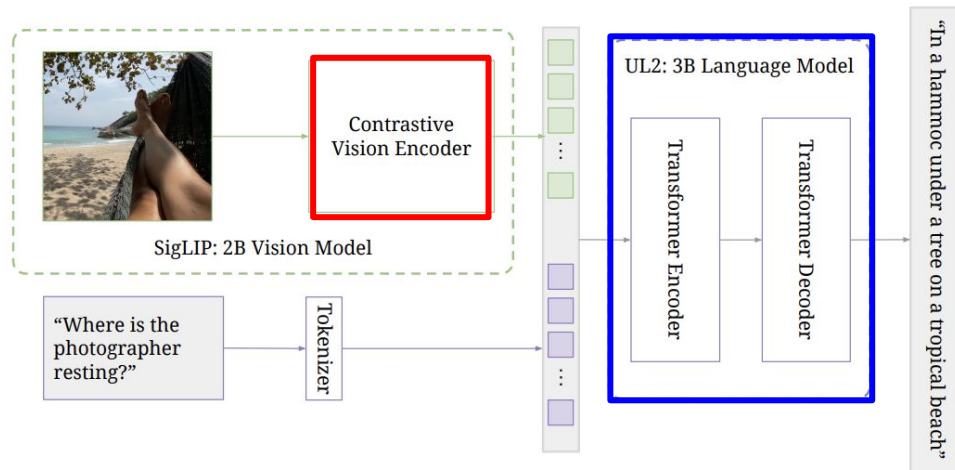 Contrastive
Vision Encoder
SigLIP: 2B Vision Model
“Where is the
photographer
resting?”
Tokenizer
...
...
UL2: 3B Language Model
Transformer Encoder
Transformer Decoder
“In a hammoc under a tree on a tropical beach”